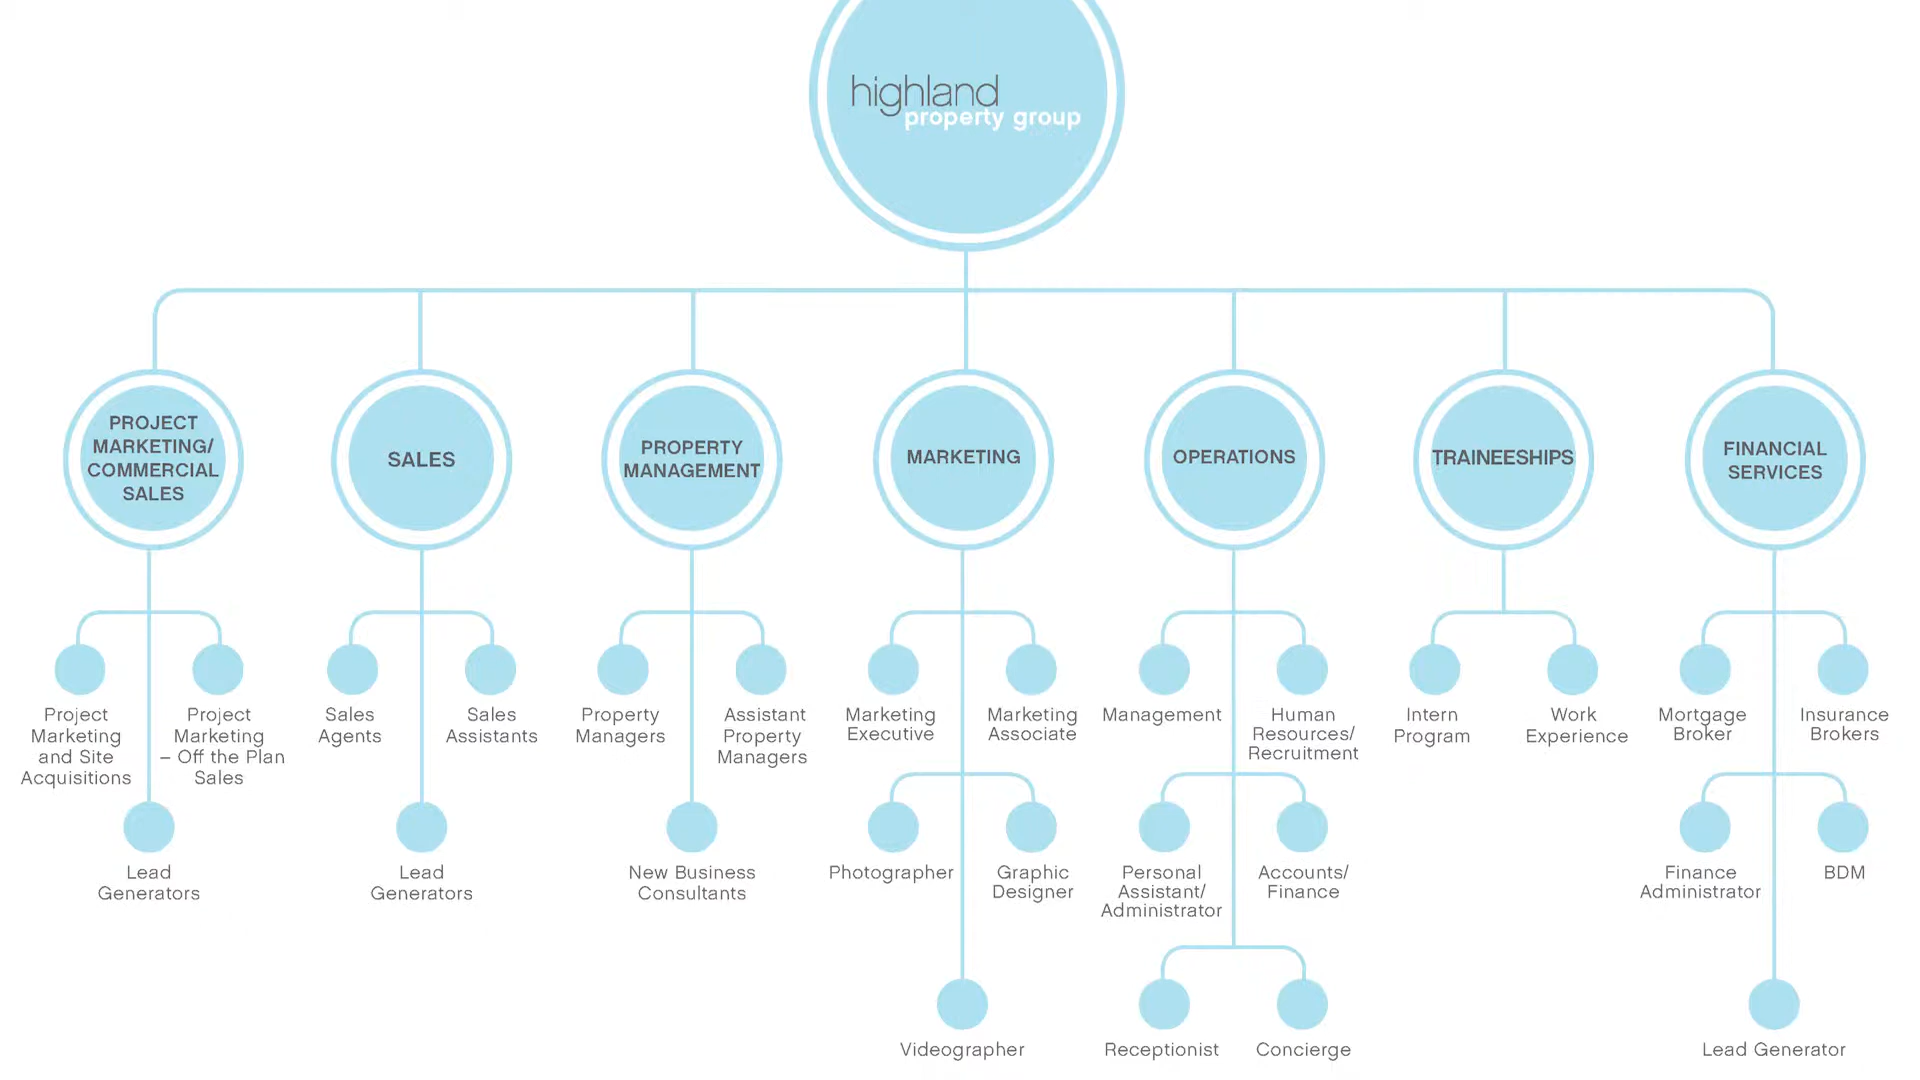 highland
property group
PROJECT
MARKETING/
COMMERCIAL
SALES
SALES
PROPERTY
MANAGEMENT
MARKETING
OPERATIONS
TRAINEESHIPS
FINANCIAL
SERVICES
Project
Marketing
and Site
Acquisitions
Project
Marketing
– Off the Plan
Sales
Lead
Generators
Sales
Agents
Sales
Assistants
Lead
Generators
Property
Managers
Assistant
Property
Managers
New Business
Consultants
Marketing
Executive
Marketing
Associate
Photographer
Graphic
Designer
Videographer
Management
Human
Resources/
Recruitment
Personal
Assistant/
Administrator
Accounts/
Finance
Receptionist
Concierge
Intern
Program
Work
Experience
Mortgage
Broker
Insurance
Brokers
Finance
Administrator
BDM
Lead Generator